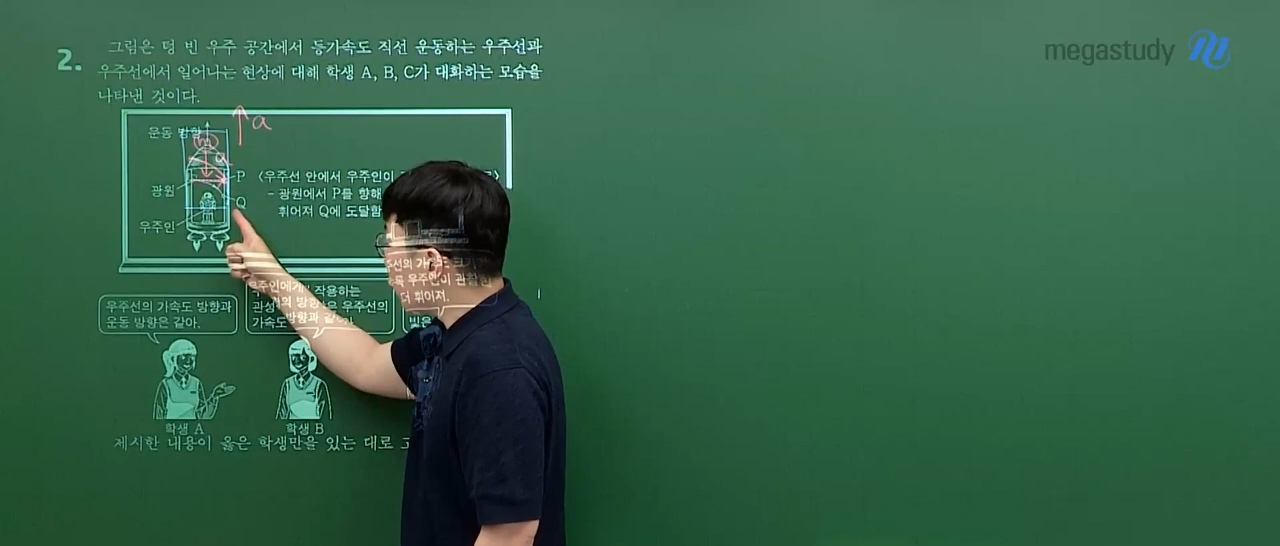 megastudy
2. 그림은 텅 빈 우주 공간에서 등가속도 직선 운동하는 우주선과
우주선에서 일어나는 현상에 대해 학생 A, B, C가 대화하는 모습을
나타낸 것이다.
a
운동 방향
m
a
P
〈우주선 안에서 우주인이
광원
- 광원에서 P를 향해
Q
휘어져 Q에 도달함
우주인
우주선의 가속도 방향과
운동 방향은 같아.
작용하는
관성력의 방향은 우주선의
가속도 방향과 같아.
우주인이
더 휘어져.
학생 A
학생 B
제시한 내용이 옳은 학생만을 있는 대로